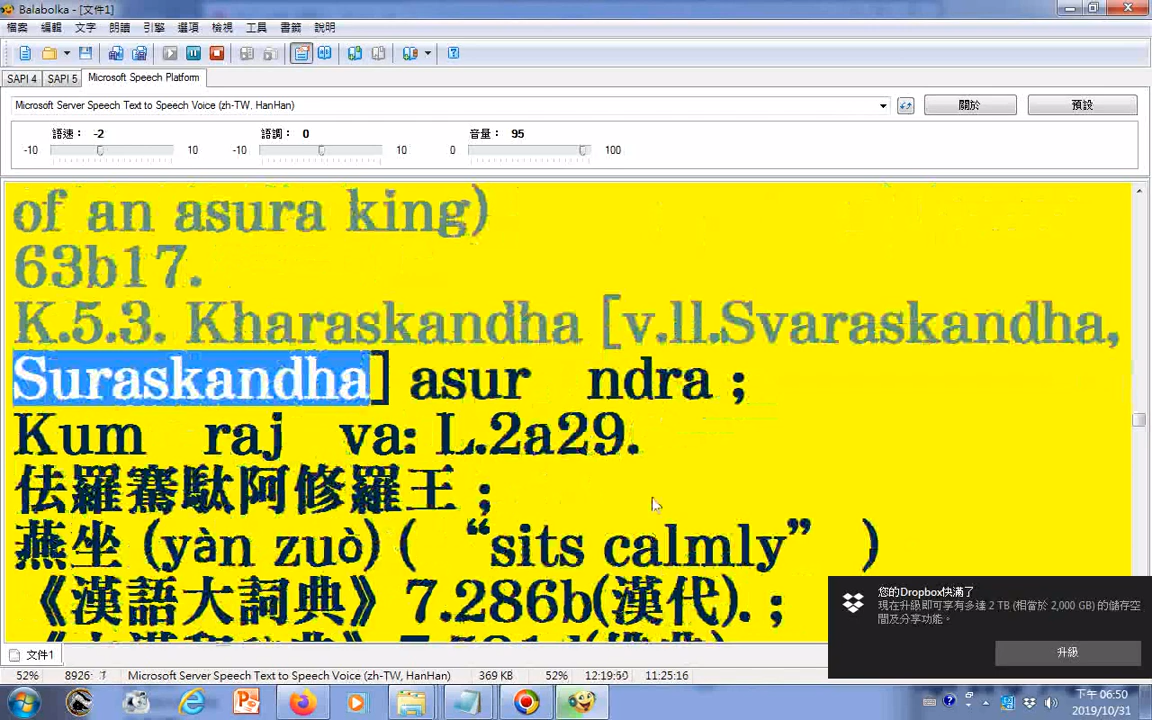 Balabolka - [文件1]
檔案 編輯 文字 朗讀 引擎 選項 檢視 工具 書籤 說明
SAPI 4 SAPI 5 Microsoft Speech Platform
Microsoft Server Speech Text to Speech Voice (zh-TW, HanHan) 關於 預設
語速： -2 語調： 0 音量： 95
-10 10 -10 10 0 100
of an asura king)
63b17.
K.5.3. Kharaskandha [v.ll.Svaraskandha,
Suraskandha] asur ndra ;
Kum raj va: L.2a29.
佉羅騫馱阿修羅王 ;
燕坐 (yàn zuò) ( “sits calmly” )
《漢語大詞典》 7.286b(漢代). ;
您的Dropbox快滿了
現在升級即可享有多達 2 TB (相當於 2,000 GB) 的儲存空
間及分享功能。
升級
文件1
52% 8926: Microsoft Server Speech Text to Speech Voice (zh-TW, HanHan) 369 KB 52% 12:19:50 11:25:16
下午 06:50
2019/10/31